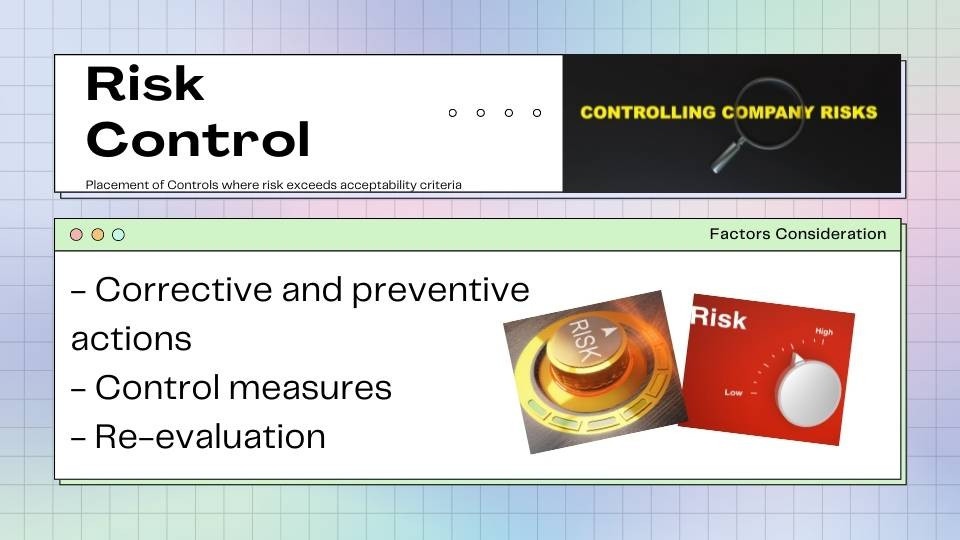 Risk
Control
Placement of Controls where risk exceeds acceptability criteria
CONTROLLING COMPANY RISKS
Factors Consideration
– Corrective and preventive
actions
– Control measures
– Re–evaluation
RISK
Risk
High
Low